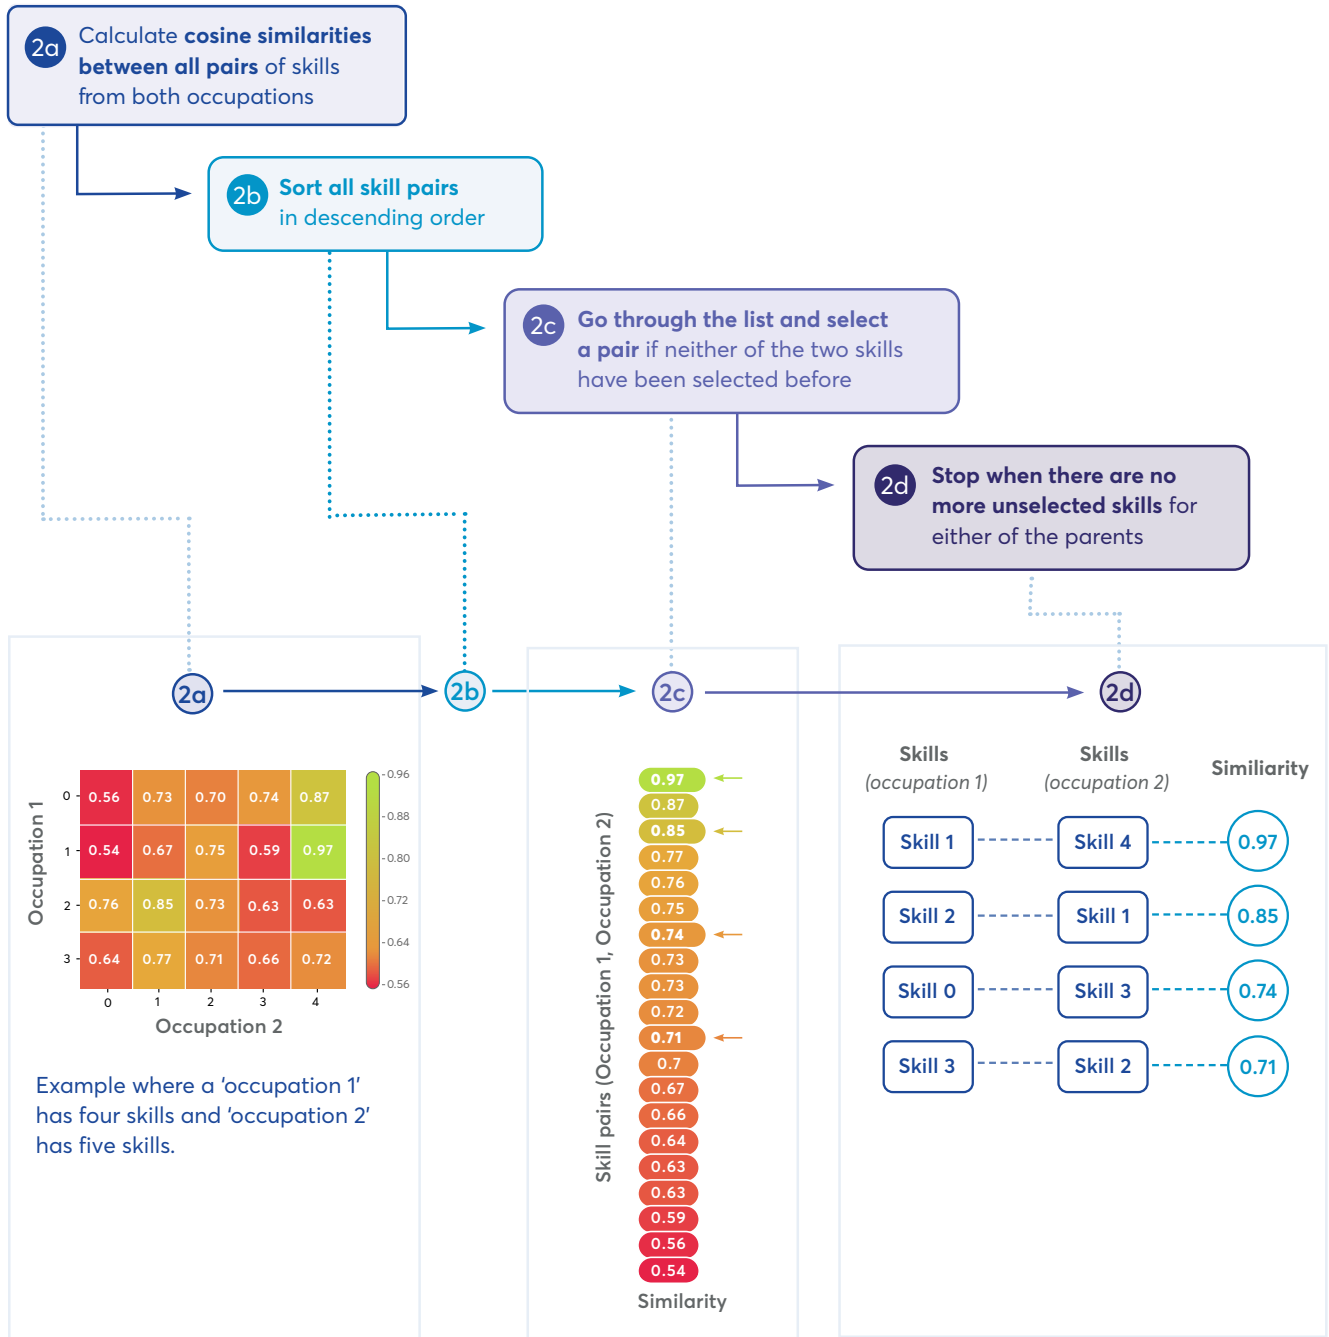 2a
Calculate cosine similarities
between all pairs of skills
from both occupations
2b
Sort all skill pairs
in descending order
2c
Go through the list and select
a pair if neither of the two skills
have been selected before
2d
Stop when there are no
more unselected skills for
either of the parents
2a
2b
2c
2d
Occupation 1
0 0.56 0.73 0.70 0.74 0.87
1 0.54 0.67 0.75 0.59 0.97
2 0.76 0.85 0.73 0.63 0.63
3 0.64 0.77 0.71 0.66 0.72
0 1 2 3 4
Occupation 2
0.96
0.88
0.80
0.72
0.64
0.56
Example where a ‘occupation 1’
has four skills and ‘occupation 2’
has five skills.
Skill pairs (Occupation 1, Occupation 2)
0.97
0.87
0.85
0.77
0.76
0.75
0.74
0.73
0.73
0.72
0.71
0.7
0.67
0.66
0.64
0.63
0.63
0.59
0.56
0.54
Similarity
Skills Skills Similiarity
(occupation 1) (occupation 2)
Skill 1 Skill 4 0.97
Skill 2 Skill 1 0.85
Skill 0 Skill 3 0.74
Skill 3 Skill 2 0.71